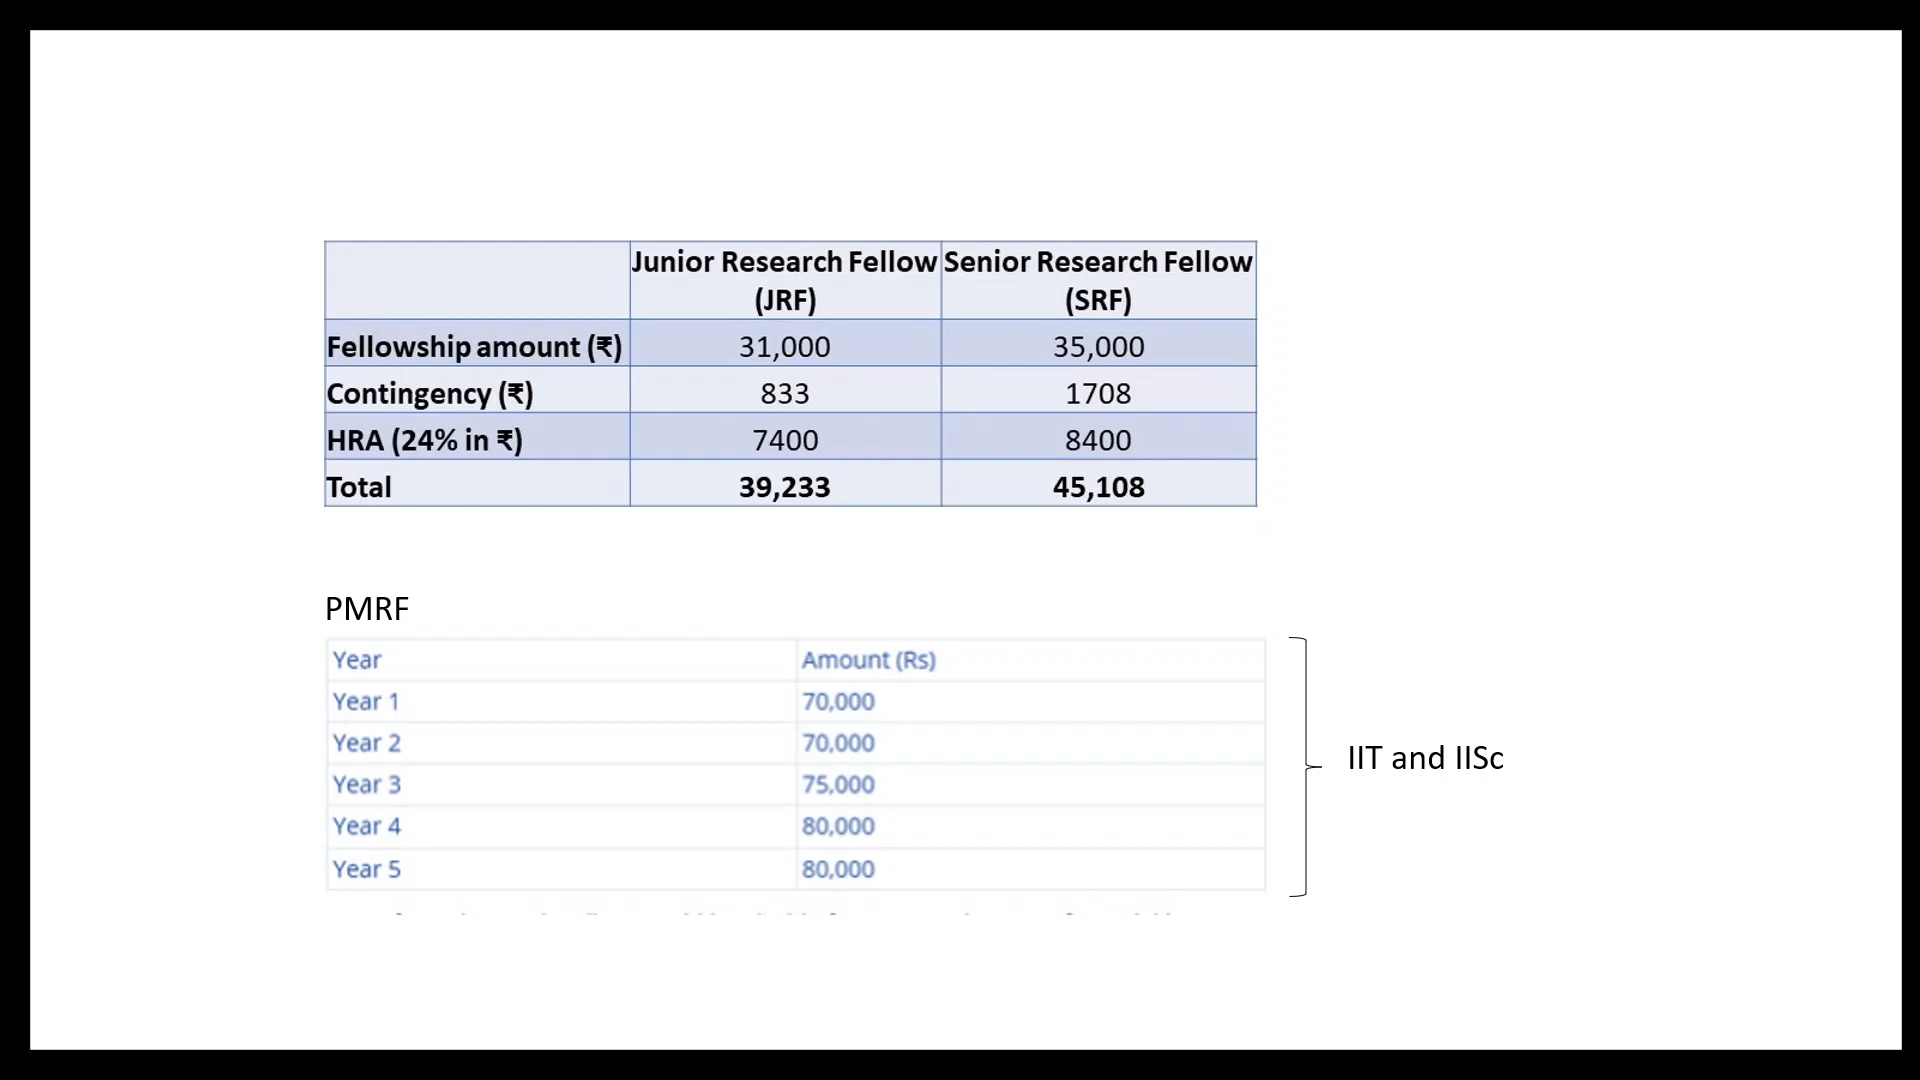 Junior Research Fellow Senior Research Fellow
(JRF) (SRF)
Fellowship amount (₹) 31,000 35,000
Contingency (₹) 833 1708
HRA (24% in ₹) 7400 8400
Total 39,233 45,108
PMRF
Year Amount (Rs)
Year 1 70,000
Year 2 70,000
Year 3 75,000
IIT and IISc
Year 4 80,000
Year 5 80,000